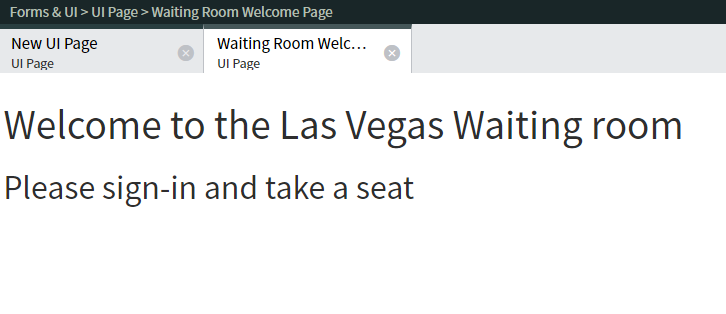 Forms & UI > UI Page > Waiting Room Welcome Page
New UI Page
UI Page
Waiting Room Welc...
UI Page
Welcome to the Las Vegas Waiting room
Please sign-in and take a seat